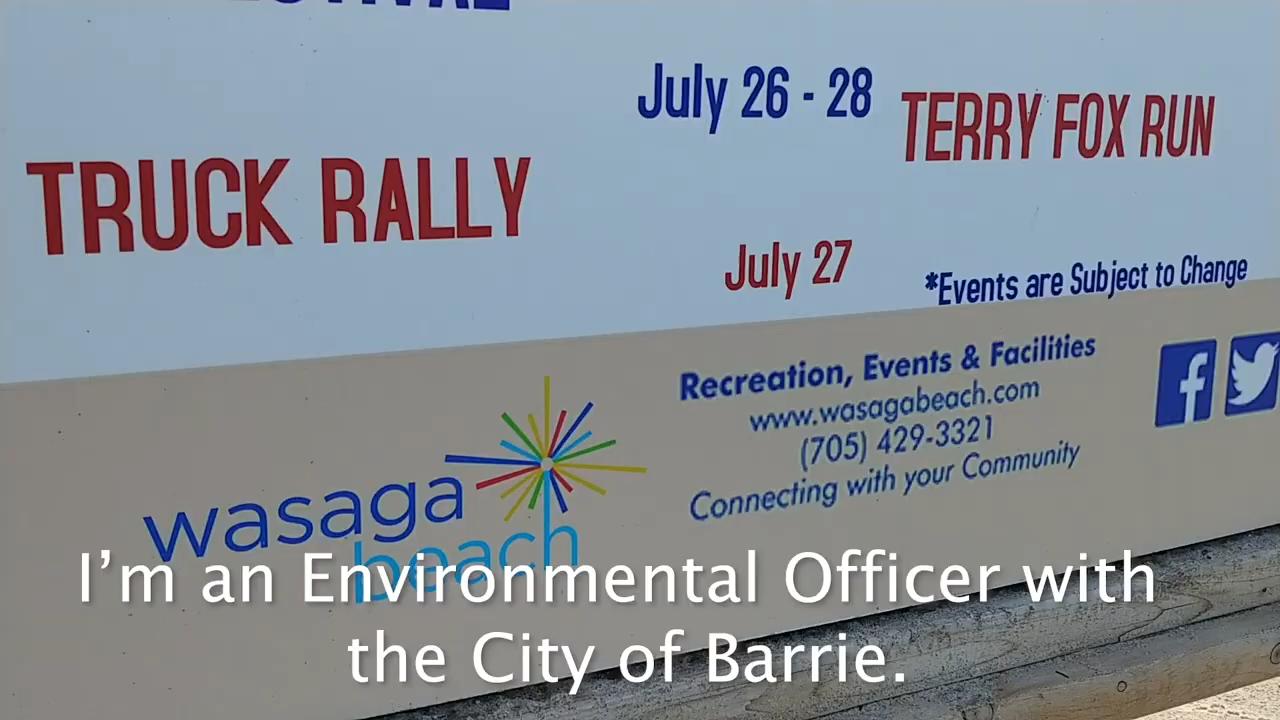 July 26 - 28
TERRY FOX RUN
TRUCK RALLY
July 27
*Events are Subject to Change
Recreation, Events & Facilities
www.wasagabeach.com
(705) 429-3321
Connecting with your Community
wasaga
beach
I’m an Environmental Officer with
the City of Barrie.